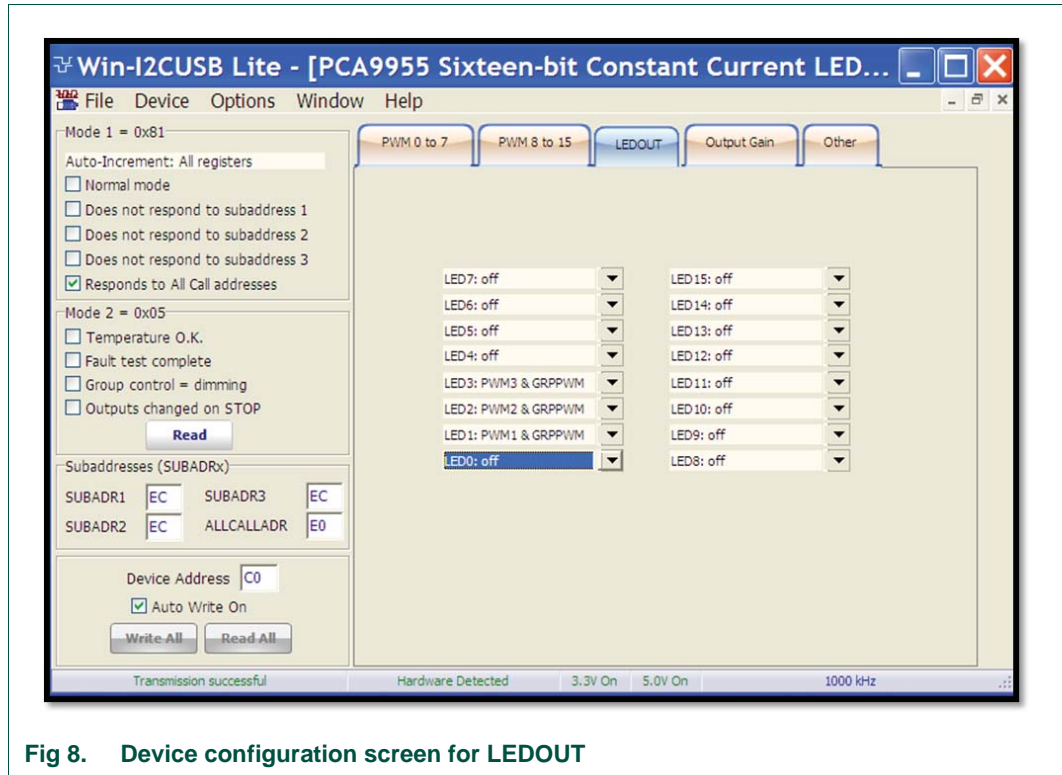 Win-I2CUSB Lite - [PCA9955 Sixteen-bit Constant Current LED...
File Device Options Window Help
Mode 1 = 0x81
Auto-Increment: All registers
Normal mode
Does not respond to subaddress 1
Does not respond to subaddress 2
Does not respond to subaddress 3
Responds to All Call addresses
Mode 2 = 0x05
Temperature O.K.
Fault test complete
Group control = dimming
Outputs changed on STOP
Read
Subaddresses (SUBADRx)
SUBADR1 EC SUBADR3 EC
SUBADR2 EC ALLCALLADR E0
Device Address C0
Auto Write On
Write All Read All
PWM 0 to 7 PWM 8 to 15 LEDOUT Output Gain Other
LED7: off LED15: off
LED6: off LED14: off
LED5: off LED13: off
LED4: off LED12: off
LED3: PWM3 & GRPPWM LED11: off
LED2: PWM2 & GRPPWM LED10: off
LED1: PWM1 & GRPPWM LED9: off
LED0: off LED8: off
Transmission successful Hardware Detected 3.3V On 5.0V On 1000 kHz
Fig 8. Device configuration screen for LEDOUT